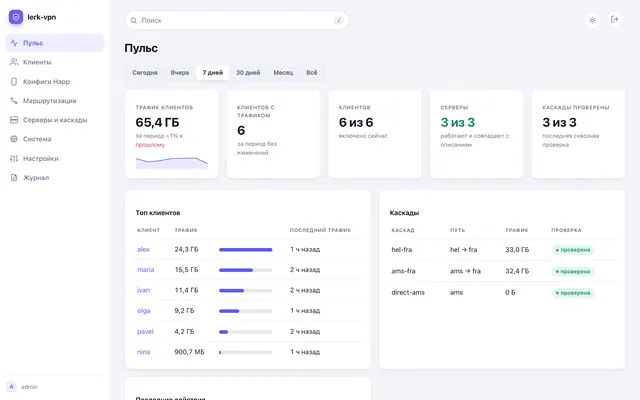 lerk-vpn
Поиск
/
Пульс
Клиенты
Конфиги Happ
Маршрутизация
Серверы и каскады
Система
Настройки
Журнал
A admin
Пульс
Сегодня Вчера 7 дней 30 дней Месяц Всё
ТРАФИК КЛИЕНТОВ
65,4 ГБ
за период −1% к
прошлому
КЛИЕНТОВ С
ТРАФИКОМ
6
за период без
изменений
КЛИЕНТОВ
6 из 6
включено сейчас
СЕРВЕРЫ
3 из 3
работают и совпадают с
описанием
КАСКАДЫ ПРОВЕРЕНЫ
3 из 3
последняя сквозная
проверка
Топ клиентов
КЛИЕНТ ТРАФИК ПОСЛЕДНИЙ ТРАФИК
alex 24,3 ГБ 1 ч назад
maria 15,5 ГБ 2 ч назад
ivan 11,4 ГБ 2 ч назад
olga 9,2 ГБ 1 ч назад
pavel 4,2 ГБ 2 ч назад
nina 900,7 МБ 1 ч назад
Каскады
КАСКАД ПУТЬ ТРАФИК ПРОВЕРКА
hel-fra hel → fra 33,0 ГБ проверена
ams-fra ams → fra 32,4 ГБ проверена
direct-ams ams 0 Б проверена
Последние действия